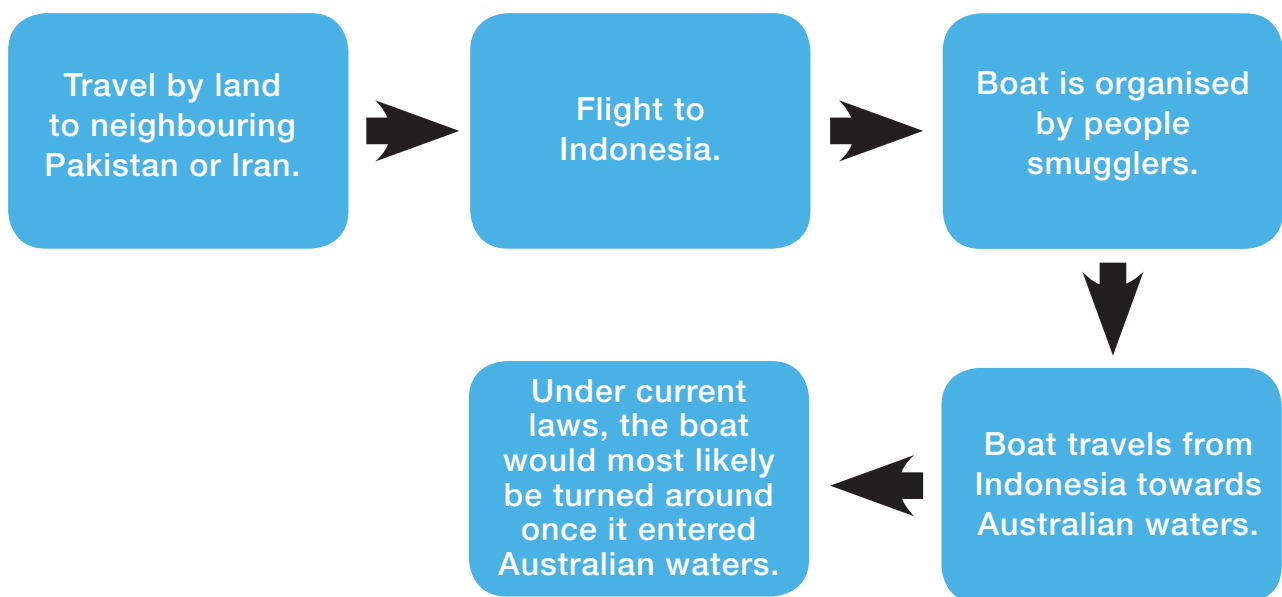 Travel by land
to neighbouring
Pakistan or Iran.
Flight to
Indonesia.
Boat is organised
by people
smugglers.
Boat travels from
Indonesia towards
Australian waters.
Under current
laws, the boat
would most likely
be turned around
once it entered
Australian waters.